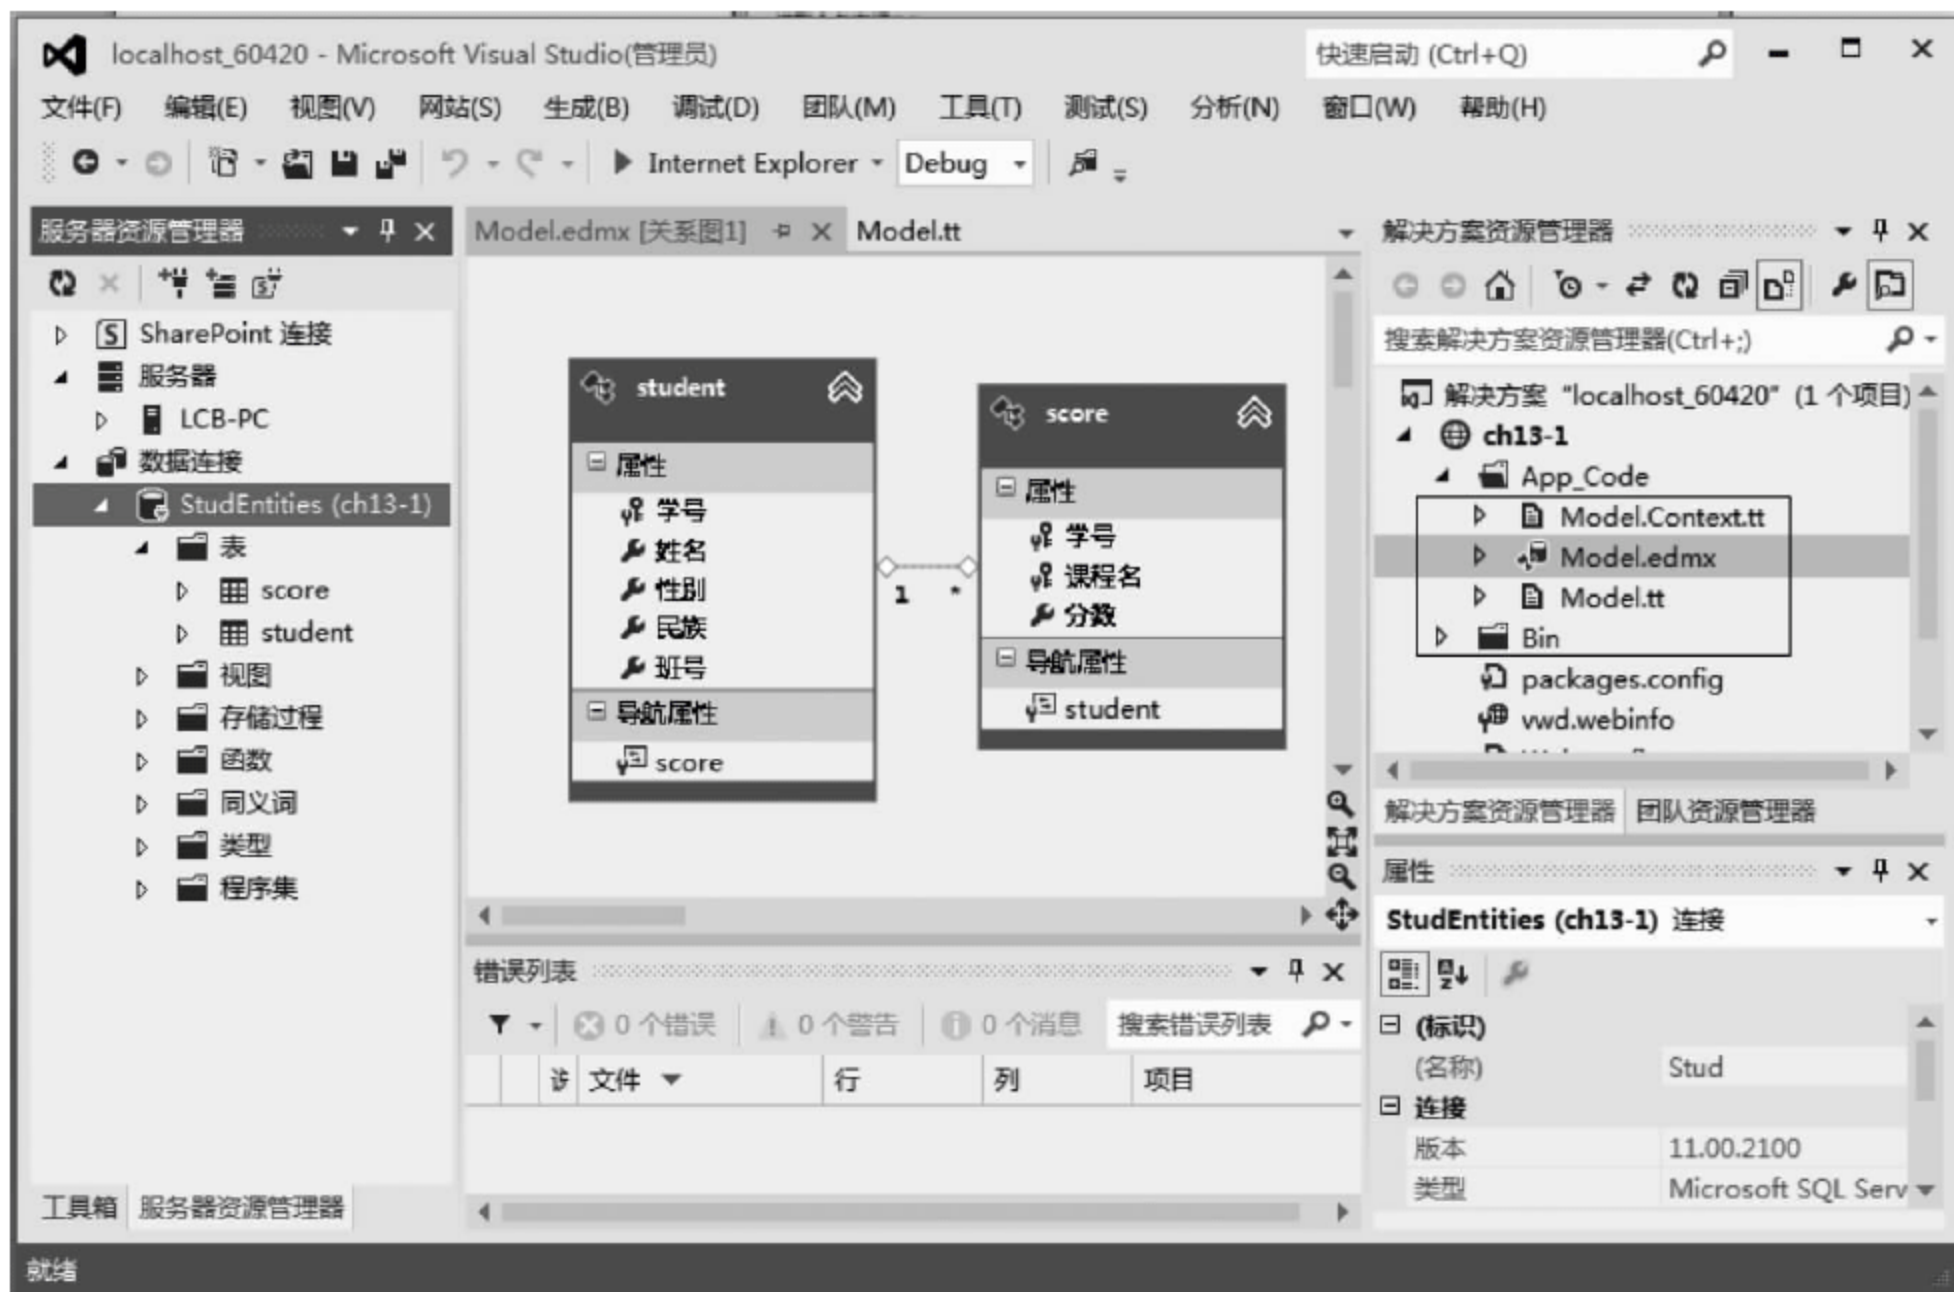 localhost_60420 - Microsoft Visual Studio(管理员)
快速启动 (Ctrl+Q)
文件(F) 编辑(E) 视图(V) 网站(S) 生成(B) 调试(D) 团队(M) 工具(T) 测试(S) 分析(N) 窗口(W) 帮助(H)
Internet Explorer Debug
服务器资源管理器
SharePoint 连接
服务器
LCB-PC
数据连接
StudEntities (ch13-1)
表
score
student
视图
存储过程
函数
同义词
类型
程序集
工具箱 服务器资源管理器
Model.edmx [关系图1] Model.tt
student
属性
学号
姓名
性别
民族
班号
导航属性
score
1 *
score
属性
学号
课程名
分数
导航属性
student
错误列表
0 个错误 0 个警告 0 个消息 搜索错误列表
文件 行 列 项目
解决方案资源管理器
搜索解决方案资源管理器(Ctrl+;)
解决方案 "localhost_60420" (1 个项目)
ch13-1
App_Code
Model.Context.tt
Model.edmx
Model.tt
Bin
packages.config
vwd.webinfo
解决方案资源管理器 团队资源管理器
属性
StudEntities (ch13-1) 连接
(标识)
(名称) Stud
连接
版本 11.00.2100
类型 Microsoft SQL Serv
就绪